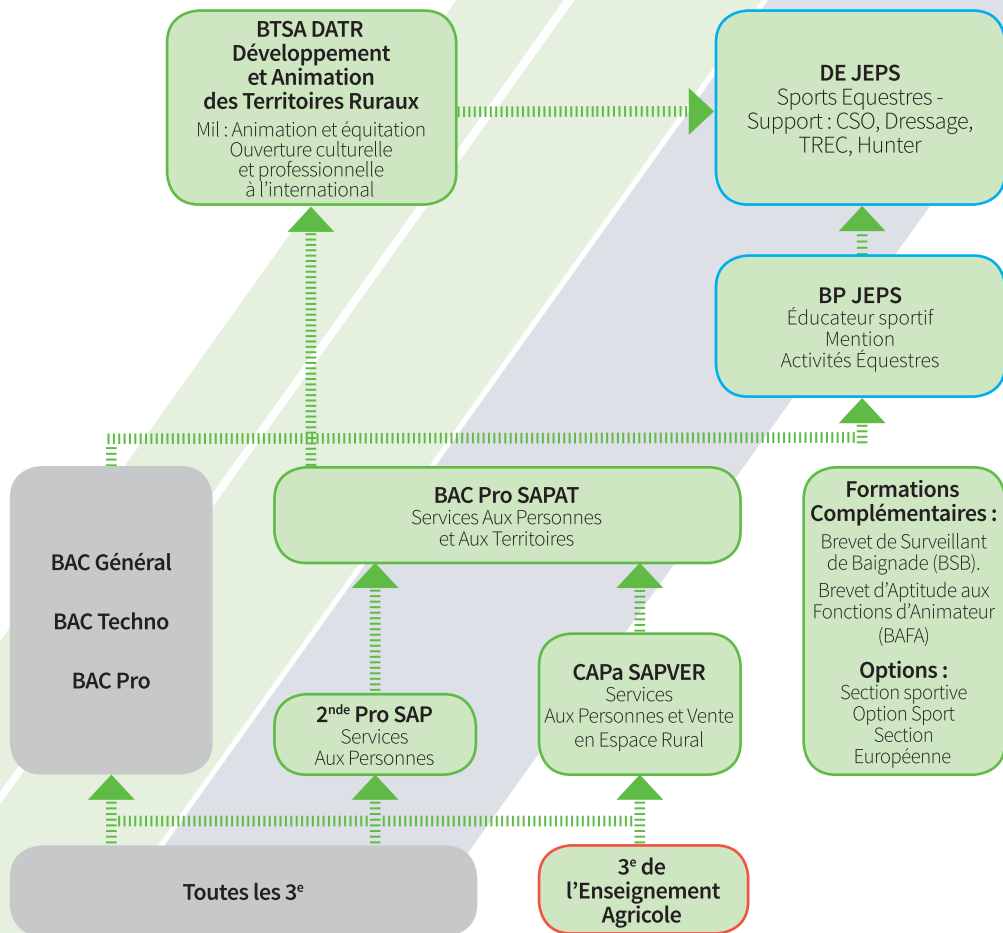 BTSA DATR
Développement
et Animation
des Territoires Ruraux
Mil : Animation et équitation
Ouverture culturelle
et professionnelle
à l’international
DE JEPS
Sports Equestres -
Support : CSO, Dressage,
TREC, Hunter
BP JEPS
Éducateur sportif
Mention
Activités Équestres
BAC Général
BAC Techno
BAC Pro
BAC Pro SAPAT
Services Aux Personnes
et Aux Territoires
Formations
Complémentaires :
Brevet de Surveillant
de Baignade (BSB).
Brevet d’Aptitude aux
Fonctions d’Animateur
(BAFA)
Options :
Section sportive
Option Sport
Section
Européenne
2nde Pro SAP
Services
Aux Personnes
CAPa SAPVER
Services
Aux Personnes et Vente
en Espace Rural
Toutes les 3e
3e de
l’Enseignement
Agricole